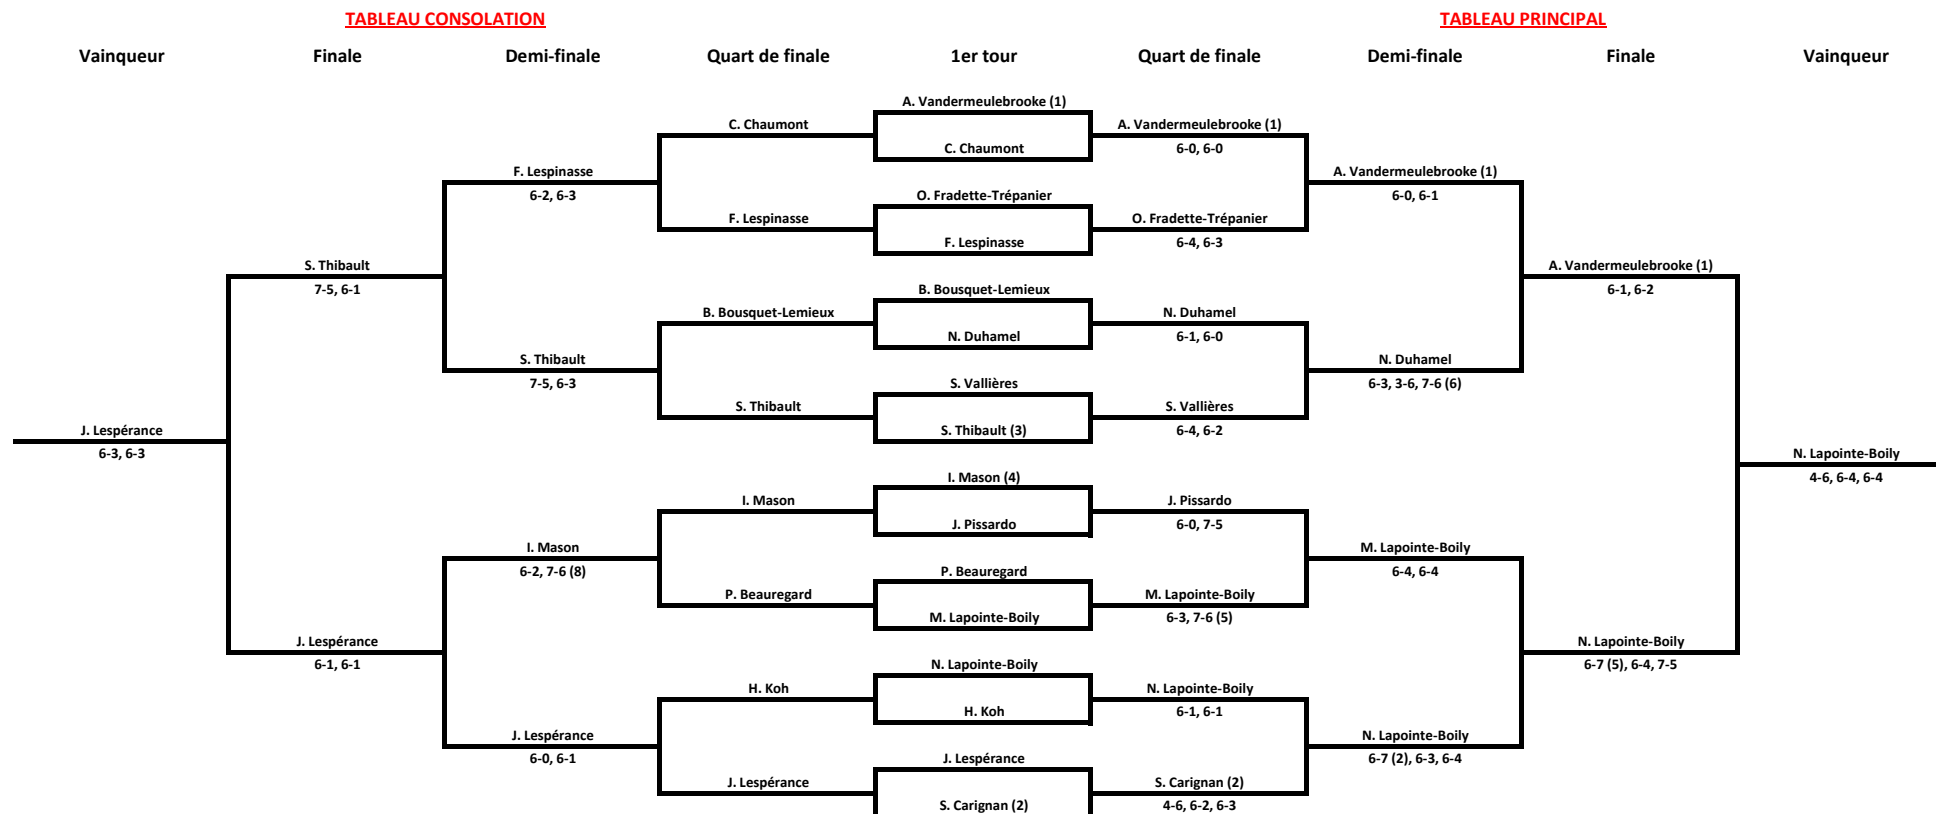 TABLEAU CONSOLATION TABLEAU PRINCIPAL
Vainqueur Finale Demi-finale Quart de finale 1er tour Quart de finale Demi-finale Finale Vainqueur
A. Vandermeulebrooke (1)
C. Chaumont A. Vandermeulebrooke (1)
C. Chaumont 6-0, 6-0
F. Lespinasse A. Vandermeulebrooke (1)
6-2, 6-3 O. Fradette-Trépanier 6-0, 6-1
F. Lespinasse O. Fradette-Trépanier
F. Lespinasse 6-4, 6-3
S. Thibault A. Vandermeulebrooke (1)
7-5, 6-1 B. Bousquet-Lemieux 6-1, 6-2
B. Bousquet-Lemieux N. Duhamel
N. Duhamel 6-1, 6-0
S. Thibault N. Duhamel
7-5, 6-3 S. Vallières 6-3, 3-6, 7-6 (6)
S. Thibault S. Vallières
J. Lespérance S. Thibault (3) 6-4, 6-2
6-3, 6-3 N. Lapointe-Boily
I. Mason (4) 4-6, 6-4, 6-4
I. Mason J. Pissardo
J. Pissardo 6-0, 7-5
I. Mason M. Lapointe-Boily
6-2, 7-6 (8) P. Beauregard 6-4, 6-4
P. Beauregard M. Lapointe-Boily
M. Lapointe-Boily 6-3, 7-6 (5)
J. Lespérance N. Lapointe-Boily
6-1, 6-1 N. Lapointe-Boily 6-7 (5), 6-4, 7-5
H. Koh N. Lapointe-Boily
H. Koh 6-1, 6-1
J. Lespérance N. Lapointe-Boily
6-0, 6-1 J. Lespérance 6-7 (2), 6-3, 6-4
J. Lespérance S. Carignan (2)
S. Carignan (2) 4-6, 6-2, 6-3